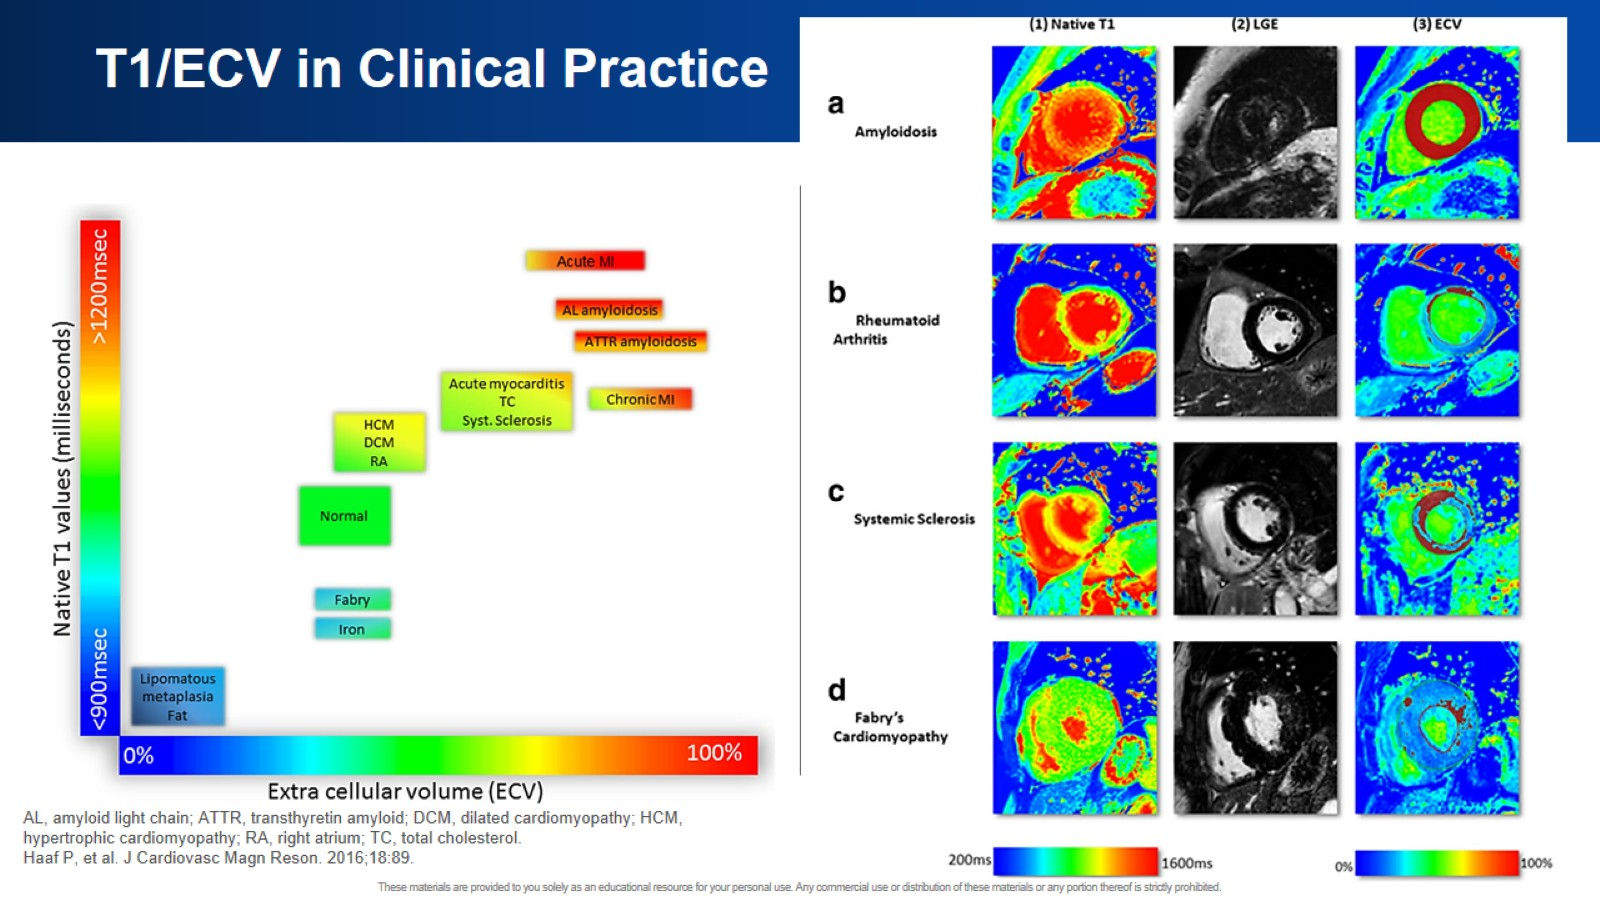 T1/ECV in Clinical Practice
>1200msec
<900msec
Native T1 values (milliseconds)
Acute MI
AL amyloidosis
ATTR amyloidosis
Acute myocarditis
TC
Syst. Sclerosis
Chronic MI
HCM
DCM
RA
Normal
Fabry
Iron
Lipomatous
metaplasia
Fat
0%
100%
Extra cellular volume (ECV)
AL, amyloid light chain; ATTR, transthyretin amyloid; DCM, dilated cardiomyopathy; HCM,
hypertrophic cardiomyopathy; RA, right atrium; TC, total cholesterol.
Haaf P, et al. J Cardiovasc Magn Reson. 2016;18:89.
(1) Native T1
(2) LGE
(3) ECV
a
Amyloidosis
b
Rheumatoid
Arthritis
c
Systemic Sclerosis
d
Fabry's
Cardiomyopathy
200ms
1600ms
0%
100%
These materials are provided to you solely as an educational resource for your personal use. Any commercial use or distribution of these materials or any portion thereof is strictly prohibited.